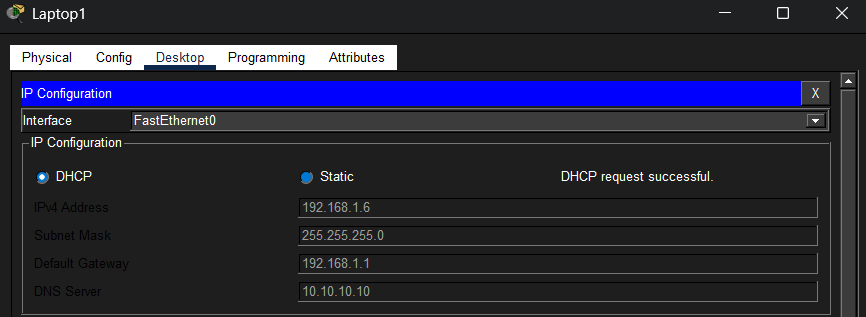 Laptop1
Physical Config Desktop Programming Attributes
IP Configuration X
Interface FastEthernet0
IP Configuration
DHCP Static DHCP request successful.
IPv4 Address 192.168.1.6
Subnet Mask 255.255.255.0
Default Gateway 192.168.1.1
DNS Server 10.10.10.10